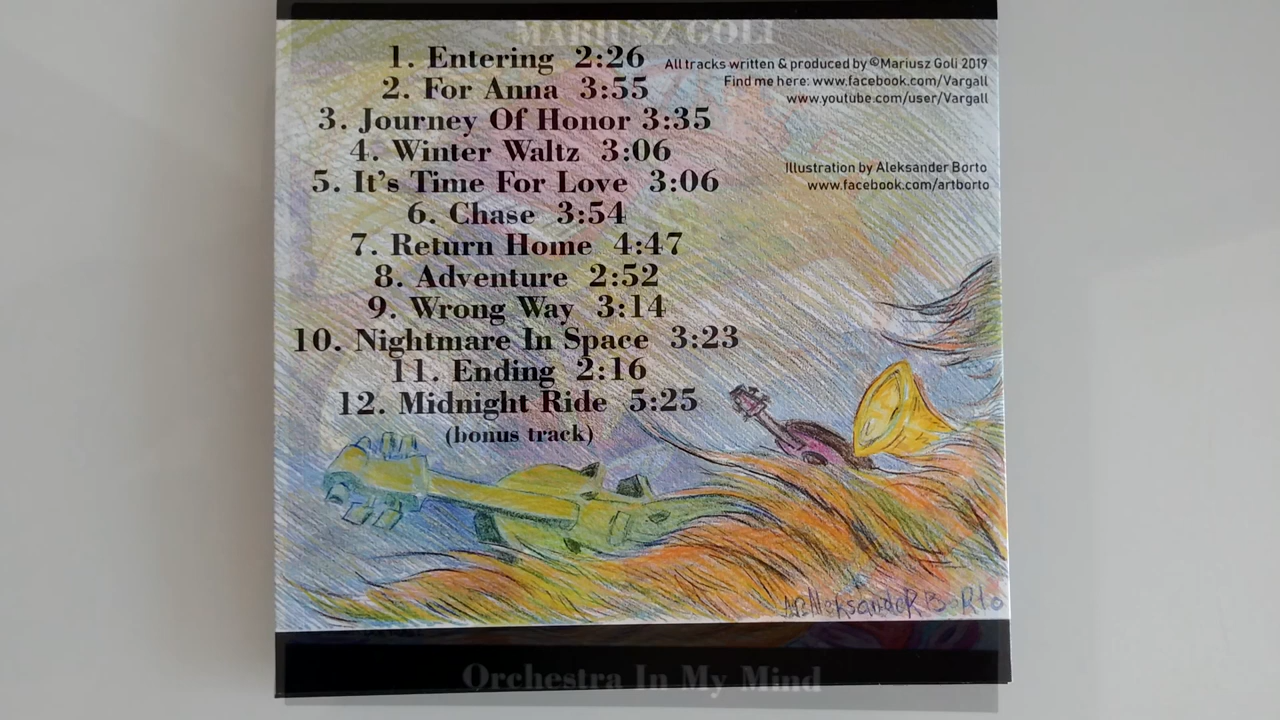 MARIUSZ GOLI
1. Entering 2:26
2. For Anna 3:55
3. Journey Of Honor 3:35
4. Winter Waltz 3:06
5. It's Time For Love 3:06
6. Chase 3:54
7. Return Home 4:47
8. Adventure 2:52
9. Wrong Way 3:14
10. Nightmare In Space 3:23
11. Ending 2:16
12. Midnight Ride 5:25
(bonus track)
All tracks written & produced by ©Mariusz Goli 2019
Find me here: www.facebook.com/Vargall
www.youtube.com/user/Vargall
Illustration by Aleksander Borto
www.facebook.com/artborto
AleksandeR BoRto
Orchestra In My Mind